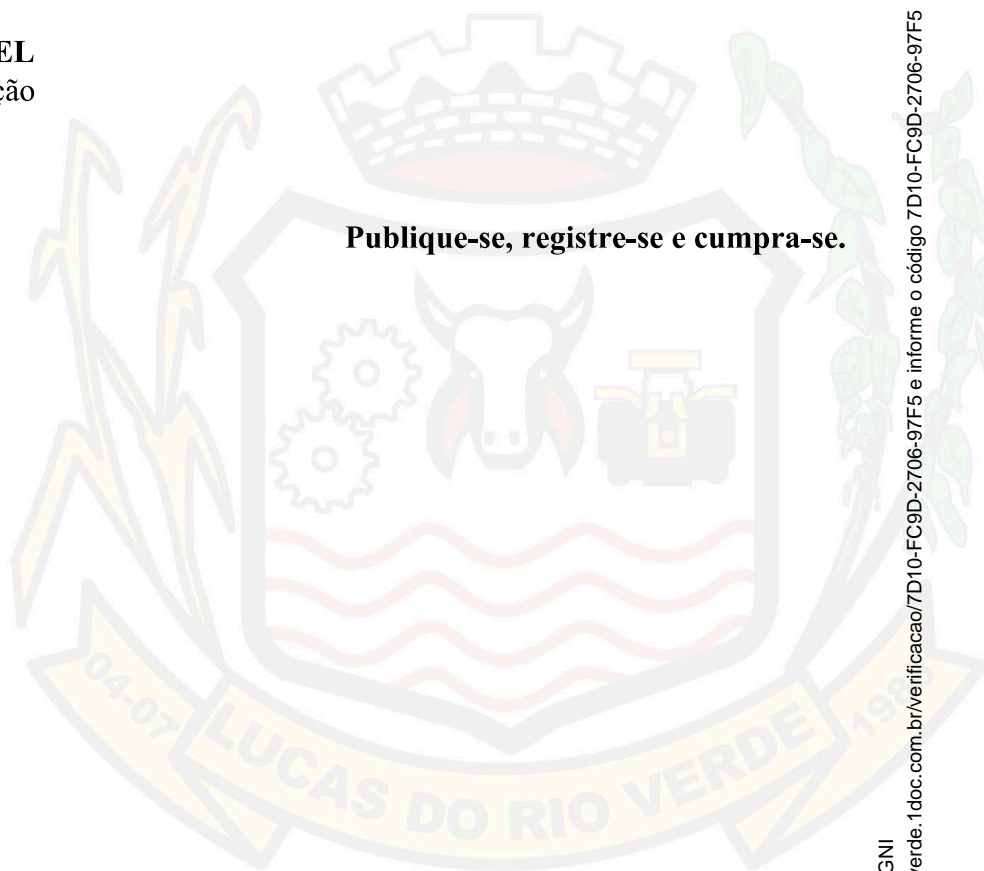 EL
ção
Publique-se, registre-se e cumpra-se.
04-07
LUCAS DO RIO VERDE
GNI
verde.1doc.com.br/verificacao/7D10-FC9D-2706-97F5 e informe o código 7D10-FC9D-2706-97F5